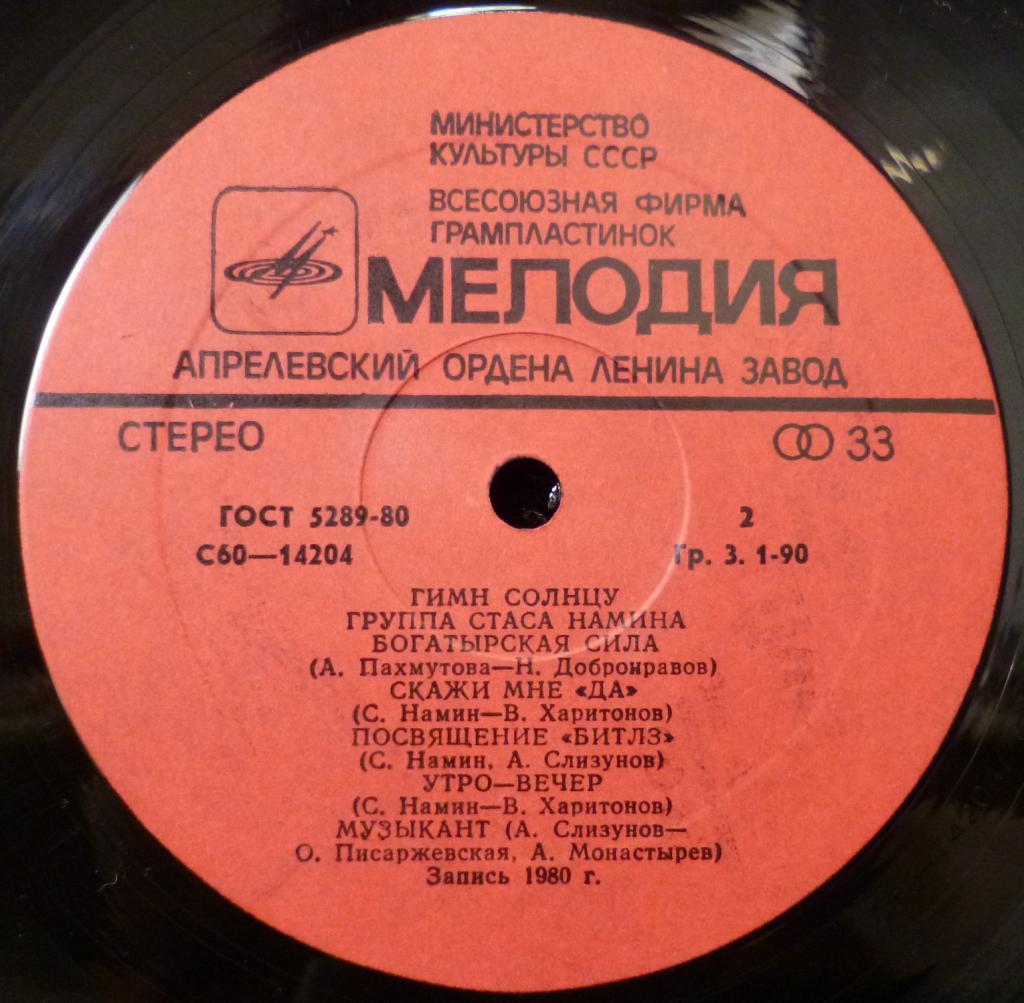 МИНИСТЕРСТВО
КУЛЬТУРЫ СССР
ВСЕСОЮЗНАЯ ФИРМА
ГРАМПЛАСТИНОК
МЕЛОДИЯ
АПРЕЛЕВСКИЙ ОРДЕНА ЛЕНИНА ЗАВОД
СТЕРЕО 33
ГОСТ 5289-80 2
С60—14204 Гр. 3. 1-90
ГИМН СОЛНЦУ
ГРУППА СТАСА НАМИНА
БОГАТЫРСКАЯ СИЛА
(А. Пахмутова—Н. Добронравов)
СКАЖИ МНЕ «ДА»
(С. Намин—В. Харитонов)
ПОСВЯЩЕНИЕ «БИТЛЗ»
(С. Намин, А. Слизунов)
УТРО—ВЕЧЕР
(С. Намин—В. Харитонов)
МУЗЫКАНТ (А. Слизунов—
О. Писаржевская, А. Монастырев)
Запись 1980 г.